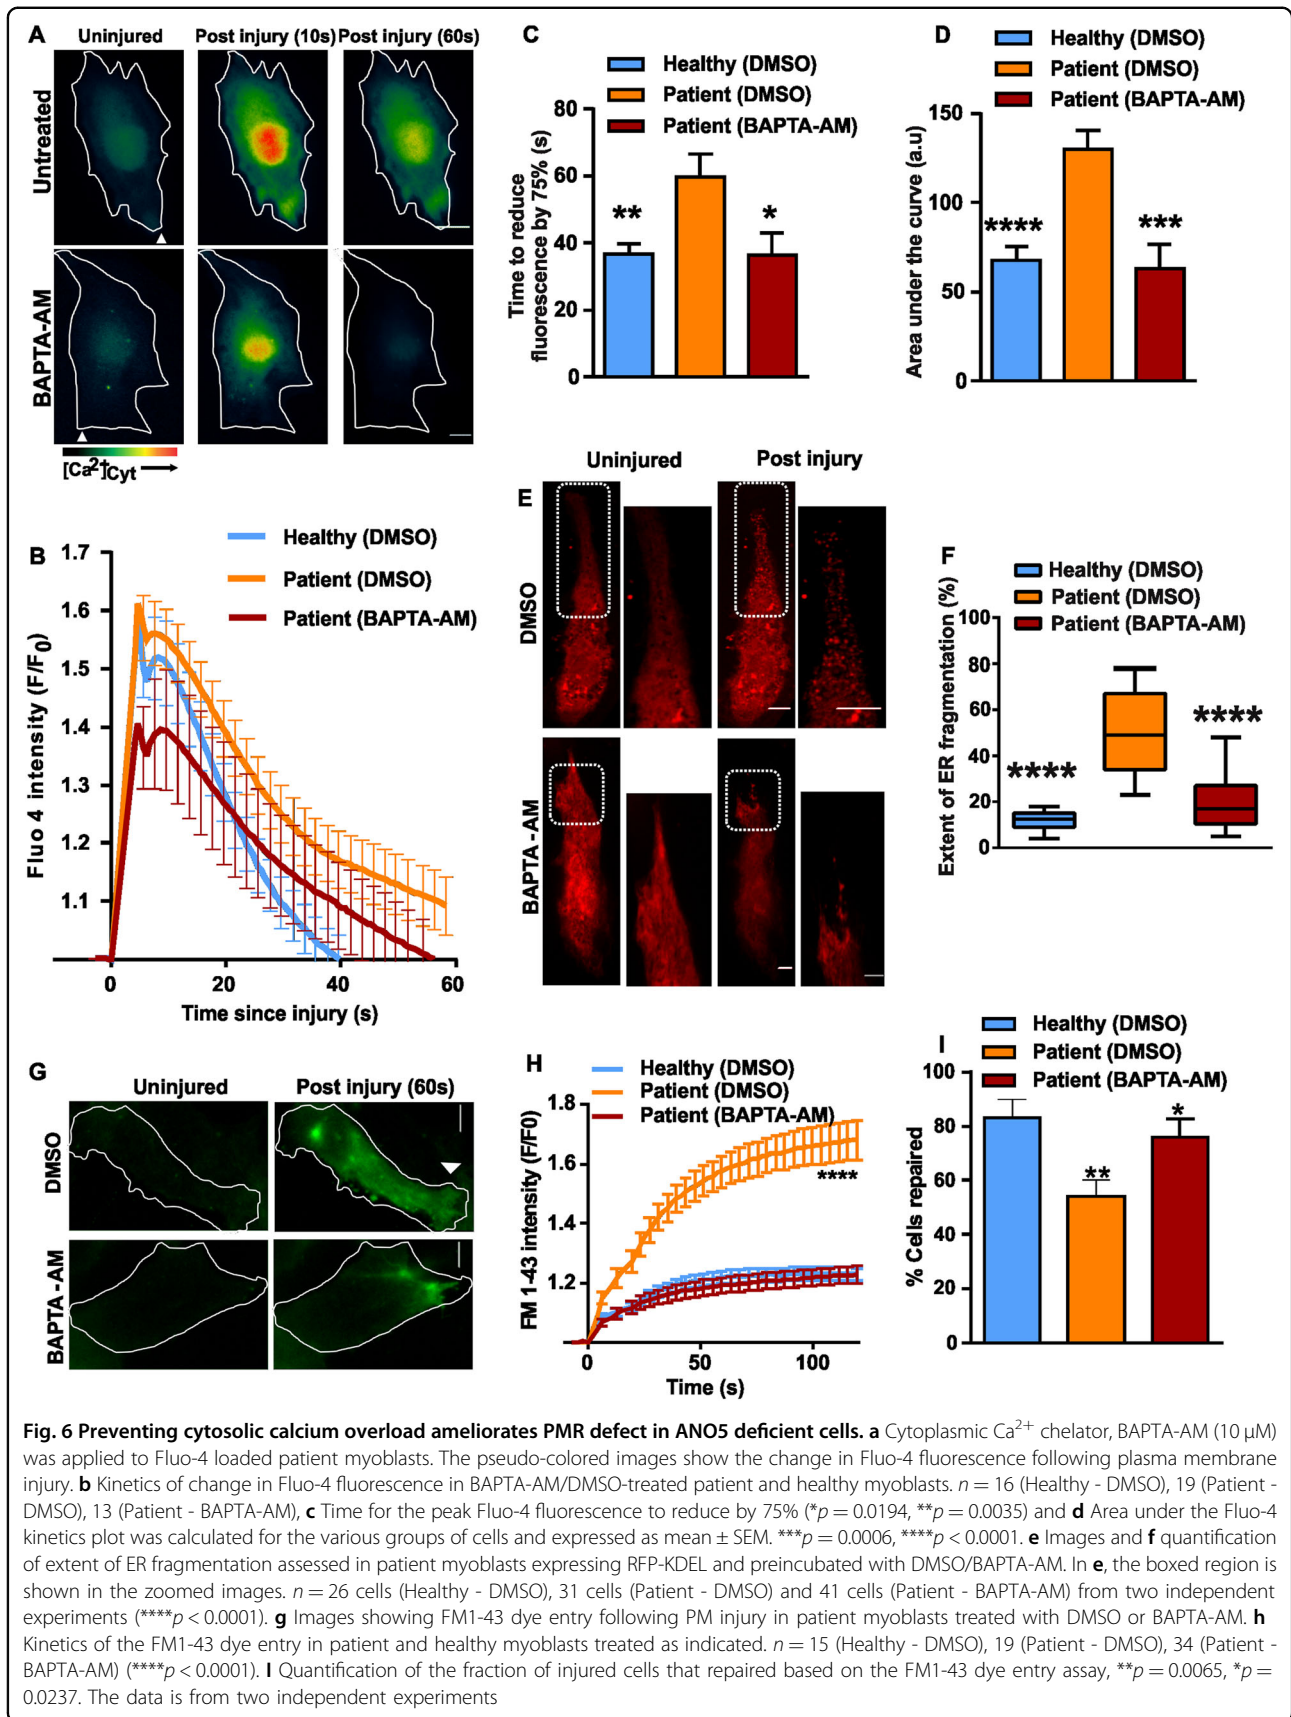 A
Uninjured
Post injury (10s)
Post injury (60s)
Untreated
BAPTA-AM
[Ca2+]Cyt
C
Healthy (DMSO)
Patient (DMSO)
Patient (BAPTA-AM)
Time to reduce
fluorescence by 75% (s)
80
60
40
20
0
**
*
D
Healthy (DMSO)
Patient (DMSO)
Patient (BAPTA-AM)
Area under the curve (a.u)
150
100
50
0
****
***
B
Healthy (DMSO)
Patient (DMSO)
Patient (BAPTA-AM)
Fluo 4 intensity (F/F0)
1.7
1.6
1.5
1.4
1.3
1.2
1.1
0
20
40
60
Time since injury (s)
E
Uninjured
Post injury
DMSO
BAPTA-AM
F
Healthy (DMSO)
Patient (DMSO)
Patient (BAPTA-AM)
Extent of ER fragmentation (%)
100
80
60
40
20
0
****
****
G
Uninjured
Post injury (60s)
DMSO
BAPTA-AM
H
Healthy (DMSO)
Patient (DMSO)
Patient (BAPTA-AM)
FM 1-43 intensity (F/F0)
1.8
1.6
1.4
1.2
****
0
50
100
Time (s)
I
Healthy (DMSO)
Patient (DMSO)
Patient (BAPTA-AM)
% Cells repaired
100
80
60
40
20
0
**
*
Fig. 6 Preventing cytosolic calcium overload ameliorates PMR defect in ANO5 deficient cells. a Cytoplasmic Ca2+ chelator, BAPTA-AM (10 μM)
was applied to Fluo-4 loaded patient myoblasts. The pseudo-colored images show the change in Fluo-4 fluorescence following plasma membrane
injury. b Kinetics of change in Fluo-4 fluorescence in BAPTA-AM/DMSO-treated patient and healthy myoblasts. n = 16 (Healthy - DMSO), 19 (Patient -
DMSO), 13 (Patient - BAPTA-AM), c Time for the peak Fluo-4 fluorescence to reduce by 75% (*p = 0.0194, **p = 0.0035) and d Area under the Fluo-4
kinetics plot was calculated for the various groups of cells and expressed as mean ± SEM. ***p = 0.0006, ****p < 0.0001. e Images and f quantification
of extent of ER fragmentation assessed in patient myoblasts expressing RFP-KDEL and preincubated with DMSO/BAPTA-AM. In e, the boxed region is
shown in the zoomed images. n = 26 cells (Healthy - DMSO), 31 cells (Patient - DMSO) and 41 cells (Patient - BAPTA-AM) from two independent
experiments (****p < 0.0001). g Images showing FM1-43 dye entry following PM injury in patient myoblasts treated with DMSO or BAPTA-AM. h
Kinetics of the FM1-43 dye entry in patient and healthy myoblasts treated as indicated. n = 15 (Healthy - DMSO), 19 (Patient - DMSO), 34 (Patient -
BAPTA-AM) (****p < 0.0001). I Quantification of the fraction of injured cells that repaired based on the FM1-43 dye entry assay, **p = 0.0065, *p =
0.0237. The data is from two independent experiments